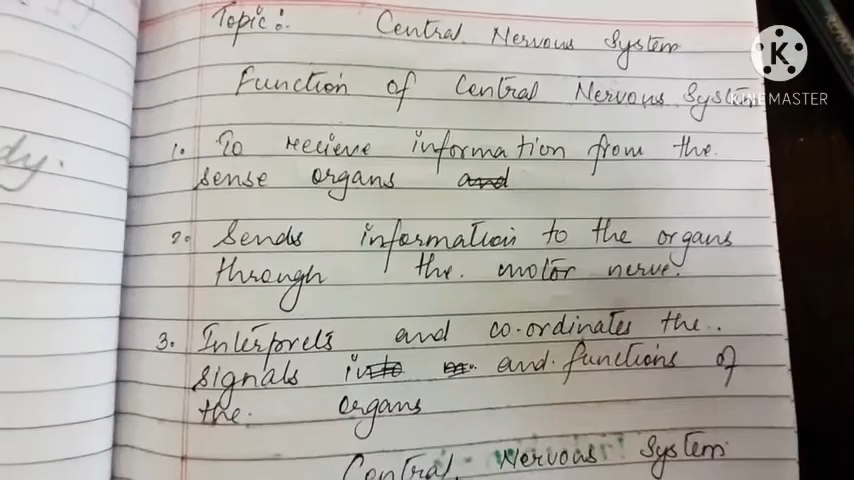 Topic:- Central Nervous System
Function of Central Nervous System
KINEMASTER
1. To recieve information from the
sense organs and
2. Sends information to the organs
through the motor nerve.
3. Interprets and co-ordinates the
signals into and functions of
the organs
Central Nervous System
dy.